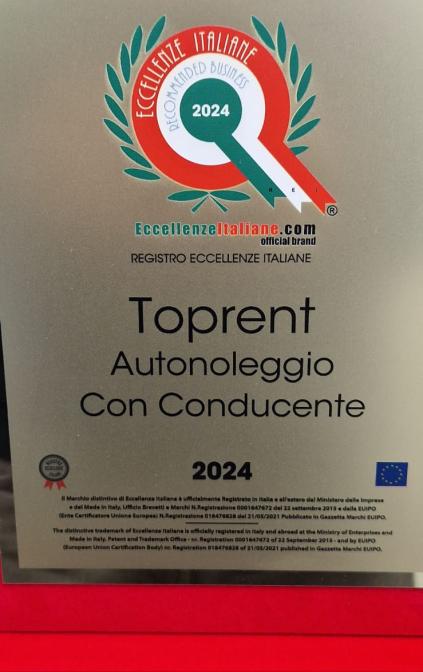 ECCELLENZE ITALIANE
RECOMMENDED BUSINESS
2024
R E I
®
EccellenzeItaliane.com
official brand
REGISTRO ECCELLENZE ITALIANE
Toprent
Autonoleggio
Con Conducente
2024
Il Marchio distintivo di Eccellenza Italiana è ufficialmente Registrato in Italia e all'estero dal Ministero delle Imprese
e del Made in Italy, Ufficio Brevetti e Marchi N.Registrazione 0001647672 del 22 settembre 2015 e dalla EUIPO
(Ente Certificatore Unione Europea) N.Registrazione 018476828 del 21/05/2021 Pubblicato in Gazzetta Marchi EUIPO.
The distinctive trademark of Eccellenze Italiana is officially registered in Italy and abroad at the Ministry of Enterprises and
Made in Italy, Patent and Trademark Office - nr. Registration 0001647672 of 22 September 2015 - and by EUIPO
(European Union Certification Body) nr. Registration 018476828 of 21/05/2021 published in Gazzetta Marchi EUIPO.